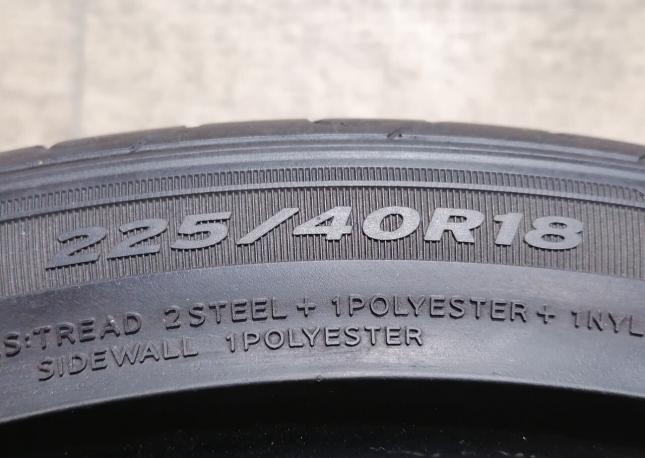 225/40R18
S:TREAD 2STEEL + 1POLYESTER + 1NYL
SIDEWALL 1POLYESTER